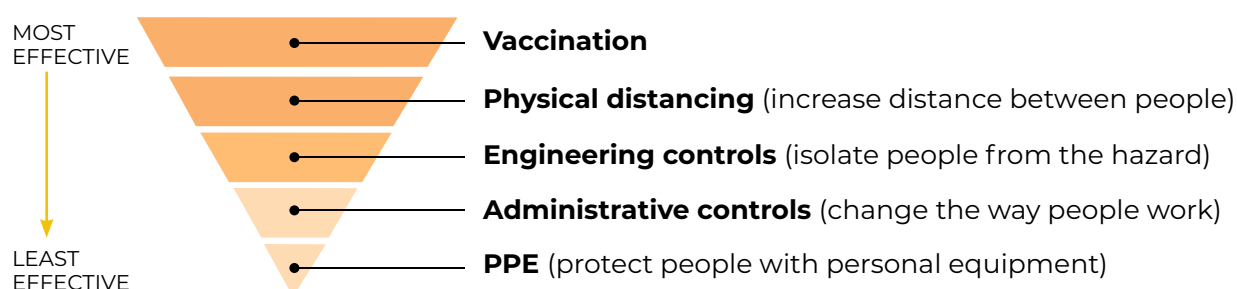 MOST
EFFECTIVE
Vaccination
Physical distancing (increase distance between people)
Engineering controls (isolate people from the hazard)
Administrative controls (change the way people work)
LEAST
EFFECTIVE
PPE (protect people with personal equipment)